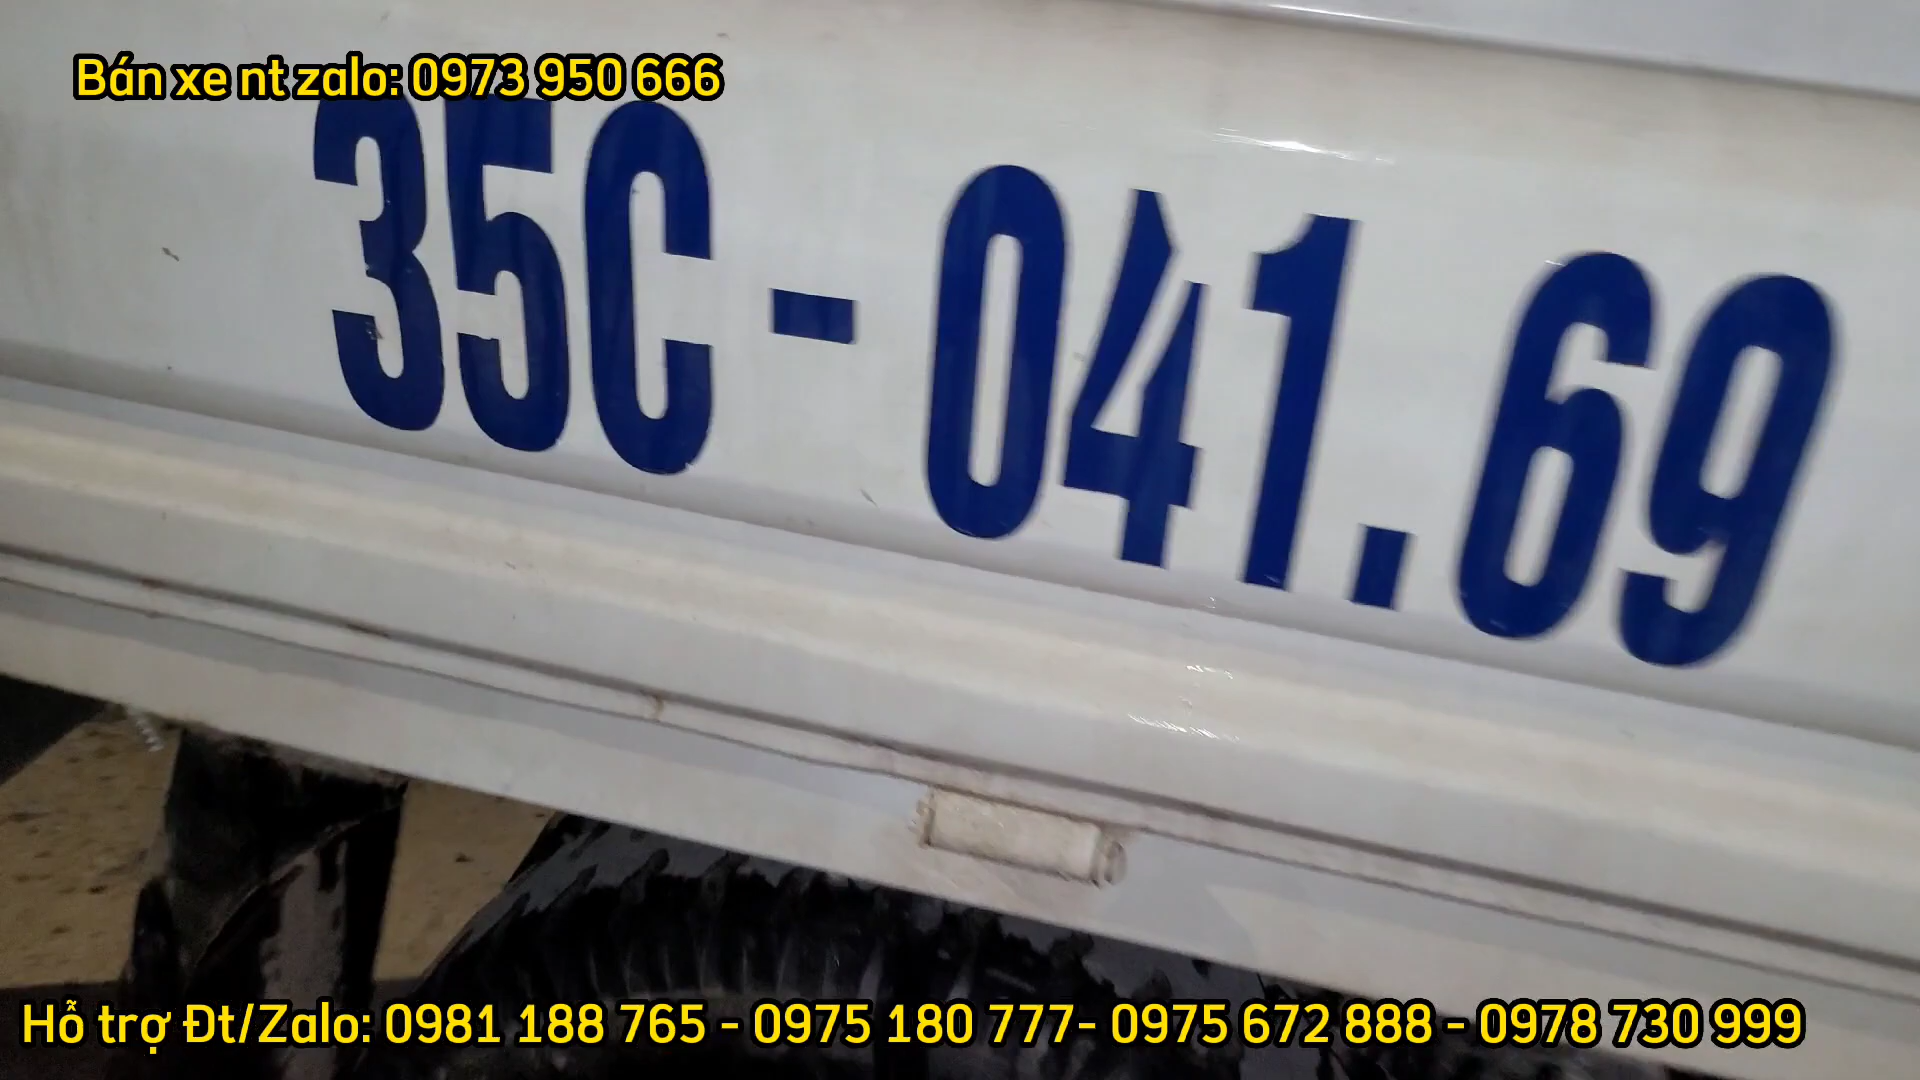 Bán xe nt zalo: 0973 950 666
35C - 041.69
Hỗ trợ Đt/Zalo: 0981 188 765 - 0975 180 777- 0975 672 888 - 0978 730 999